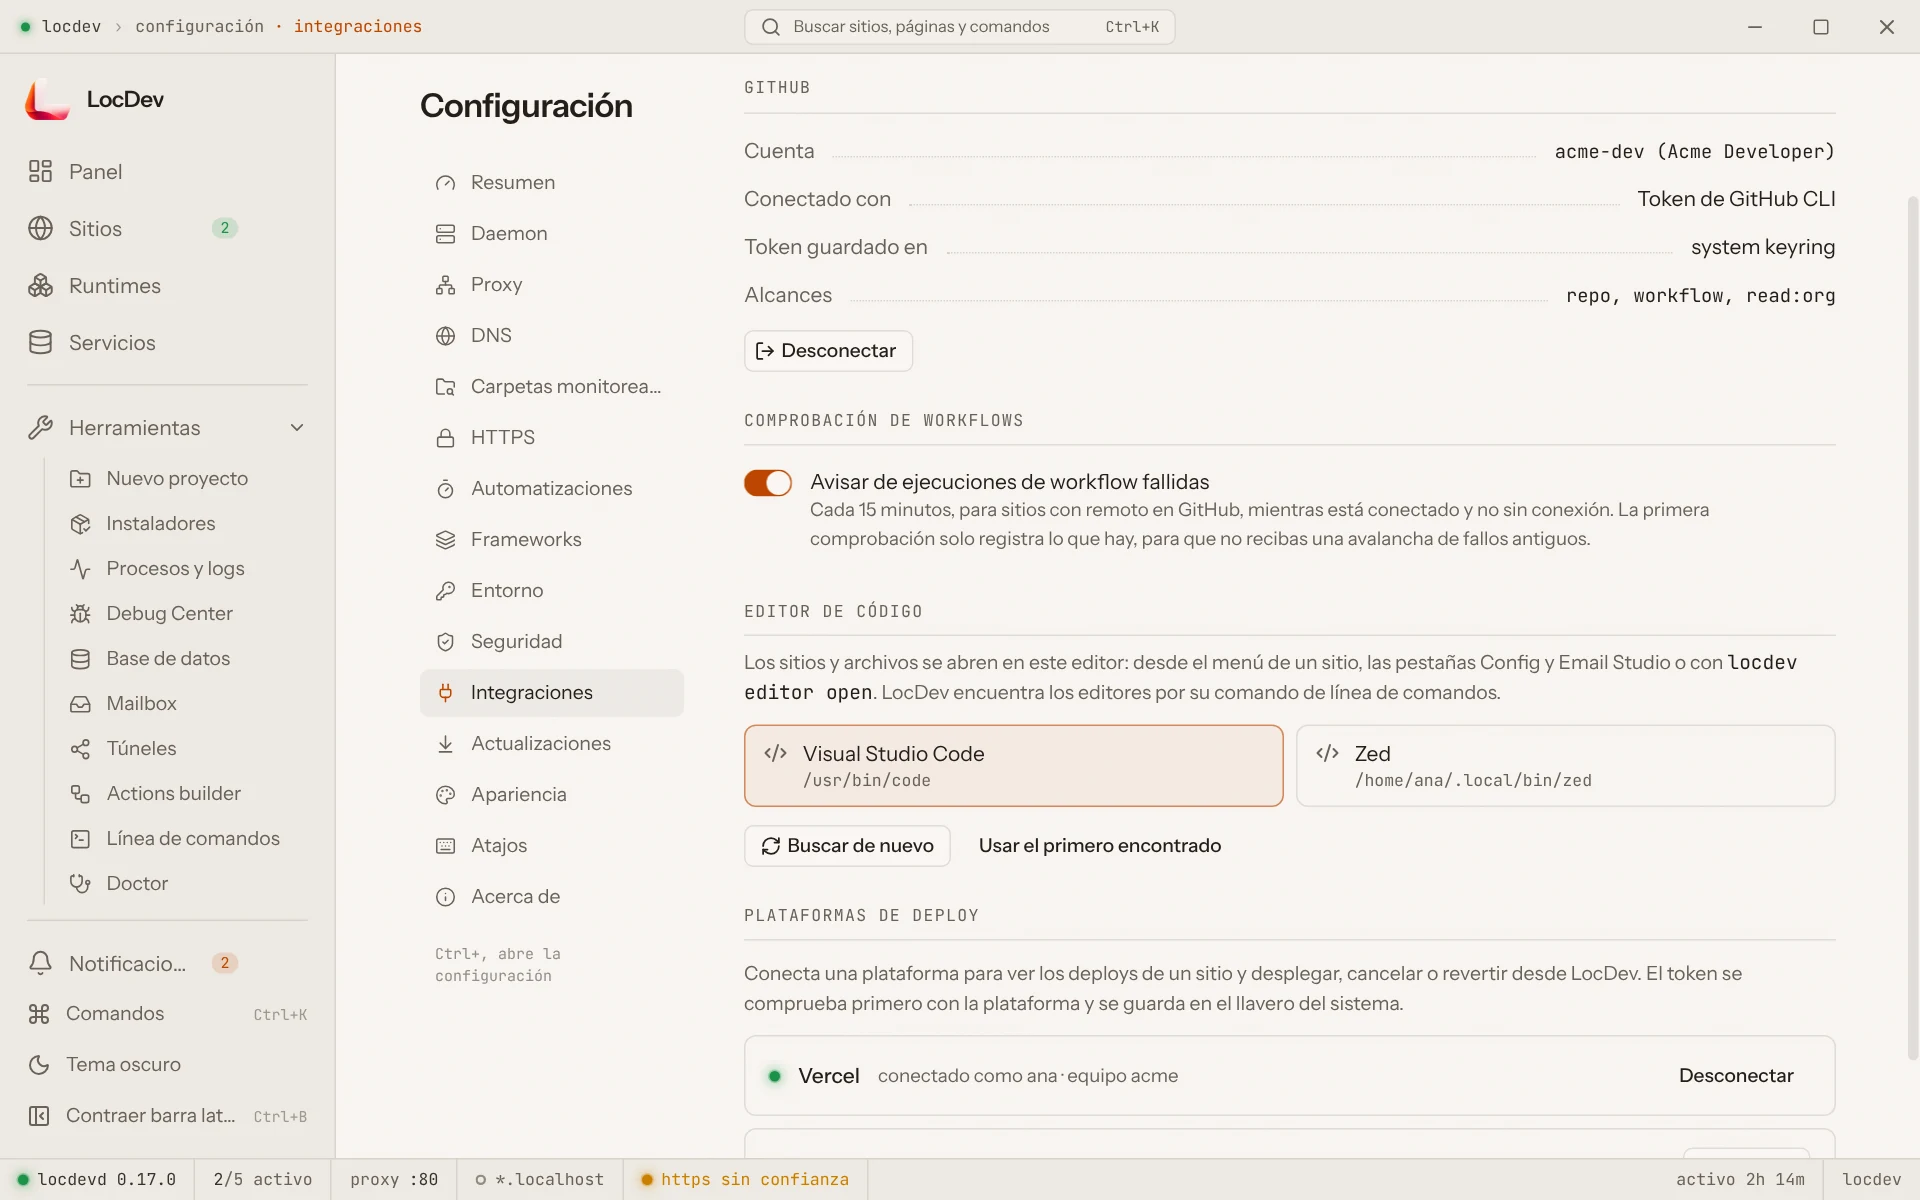 locdev › configuración · integraciones
Buscar sitios, páginas y comandos Ctrl+K
LocDev
Panel
Sitios 2
Runtimes
Servicios
Herramientas
Nuevo proyecto
Instaladores
Procesos y logs
Debug Center
Base de datos
Mailbox
Túneles
Actions builder
Línea de comandos
Doctor
Notificacio... 2
Comandos Ctrl+K
Tema oscuro
Contraer barra lat... Ctrl+B
Configuración
Resumen
Daemon
Proxy
DNS
Carpetas monitorea...
HTTPS
Automatizaciones
Frameworks
Entorno
Seguridad
Integraciones
Actualizaciones
Apariencia
Atajos
Acerca de
Ctrl+, abre la
configuración
GITHUB
Cuenta acme-dev (Acme Developer)
Conectado con Token de GitHub CLI
Token guardado en system keyring
Alcances repo, workflow, read:org
Desconectar
COMPROBACIÓN DE WORKFLOWS
Avisar de ejecuciones de workflow fallidas
Cada 15 minutos, para sitios con remoto en GitHub, mientras está conectado y no sin conexión. La primera
comprobación solo registra lo que hay, para que no recibas una avalancha de fallos antiguos.
EDITOR DE CÓDIGO
Los sitios y archivos se abren en este editor: desde el menú de un sitio, las pestañas Config y Email Studio o con locdev
editor open. LocDev encuentra los editores por su comando de línea de comandos.
Visual Studio Code
/usr/bin/code
Zed
/home/ana/.local/bin/zed
Buscar de nuevo Usar el primero encontrado
PLATAFORMAS DE DEPLOY
Conecta una plataforma para ver los deploys de un sitio y desplegar, cancelar o revertir desde LocDev. El token se
comprueba primero con la plataforma y se guarda en el llavero del sistema.
Vercel conectado como ana · equipo acme Desconectar
locdevd 0.17.0 2/5 activo proxy :80 *.localhost https sin confianza activo 2h 14m locdev